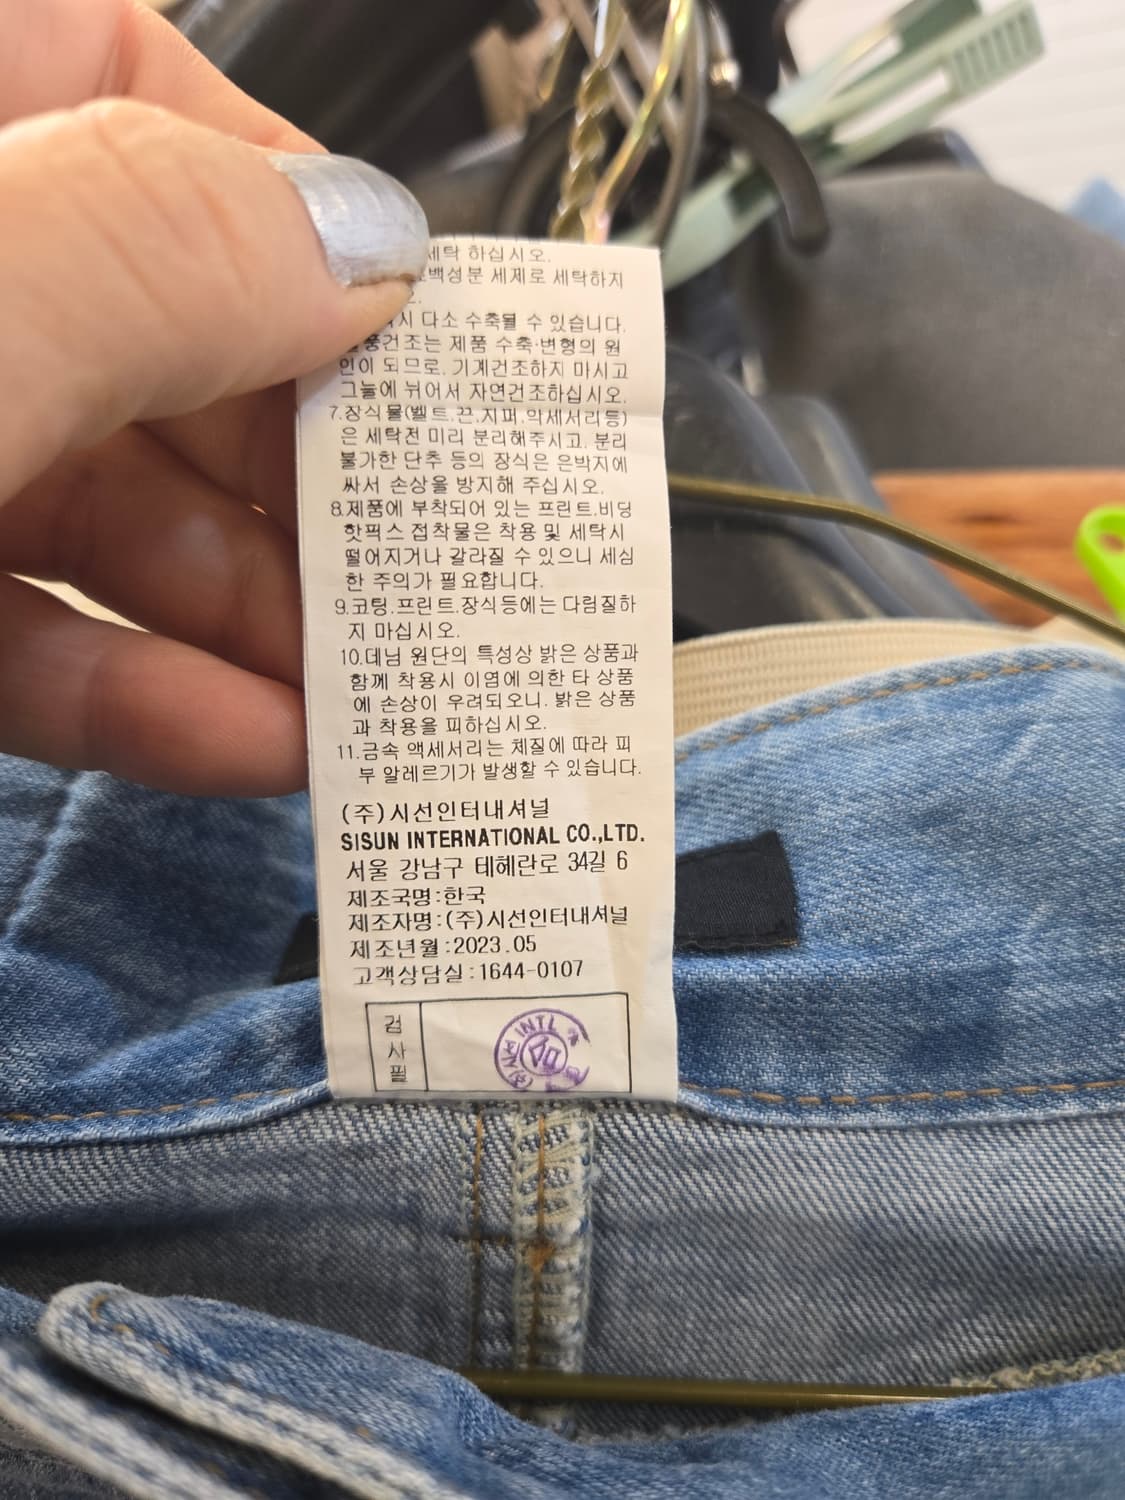 세탁 하십시오.
백성분 세제로 세탁하지
시 다소 수축될 수 있습니다.
풍건조는 제품 수축·변형의 원
인이 되므로, 기계건조하지 마시고
그늘에 뉘어서 자연건조하십시오.
7.장식물(벨트.끈.지퍼.악세서리등)
은 세탁전 미리 분리해주시고, 분리
불가한 단추 등의 장식은 은박지에
싸서 손상을 방지해 주십시오.
8.제품에 부착되어 있는 프린트.비딩
핫픽스 접착물은 착용 및 세탁시
떨어지거나 갈라질 수 있으니 세심
한 주의가 필요합니다.
9.코팅.프린트.장식등에는 다림질하
지 마십시오.
10.데님 원단의 특성상 밝은 상품과
함께 착용시 이염에 의한 타 상품
에 손상이 우려되오니, 밝은 상품
과 착용을 피하십시오.
11.금속 액세서리는 체질에 따라 피
부 알레르기가 발생할 수 있습니다.
(주)시선인터내셔널
SISUN INTERNATIONAL CO.,LTD.
서울 강남구 테헤란로 34길 6
제조국명:한국
제조자명:(주)시선인터내셔널
제조년월:2023.05
고객상담실:1644-0107
검
사
필
INTL